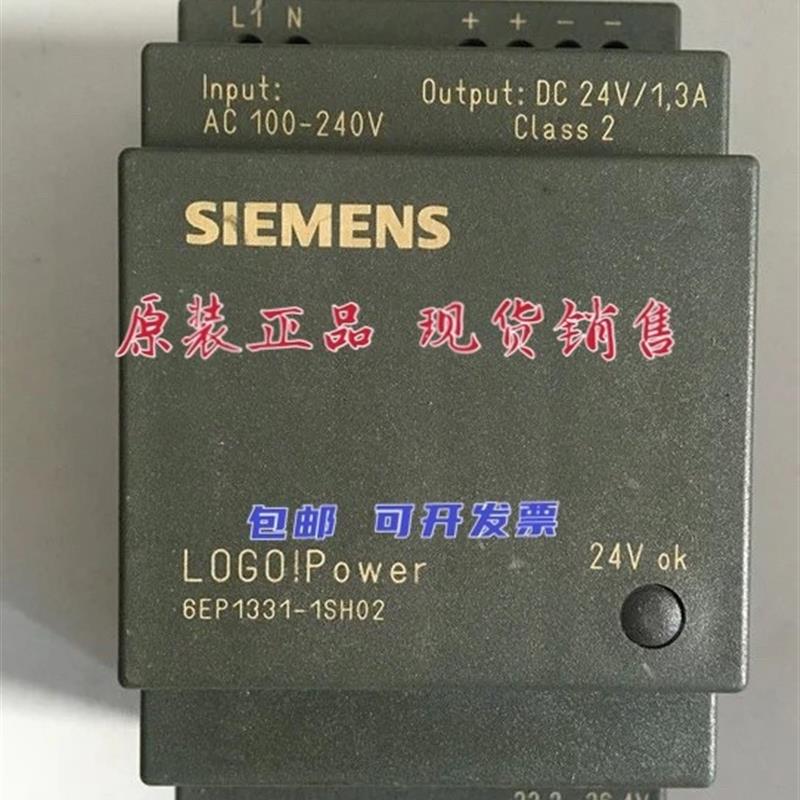 L1 N + + - -
Input: Output: DC 24V/1,3A
AC 100-240V Class 2
SIEMENS
原装正品 现货销售
包邮 可开发票
LOGO!Power 24V ok
6EP1331-1SH02